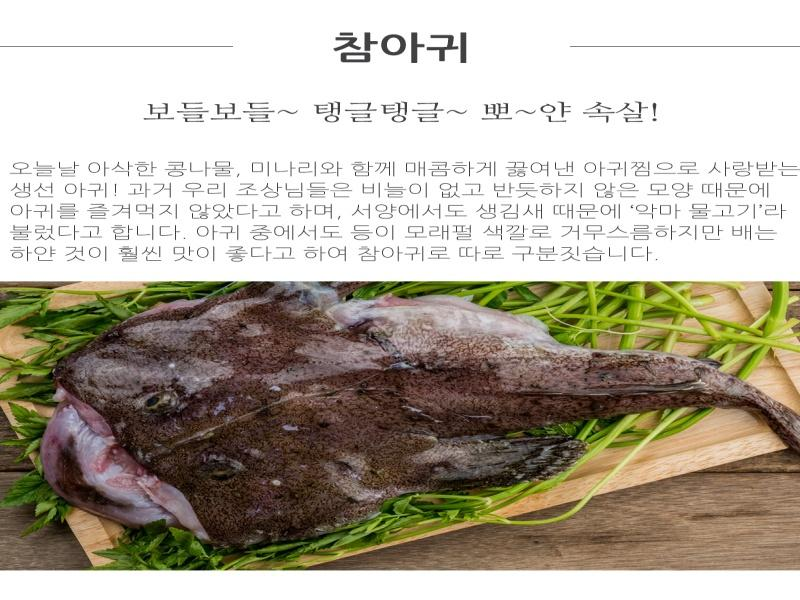 참아귀
보들보들~ 탱글탱글~ 뽀~얀 속살!
오늘날 아삭한 콩나물, 미나리와 함께 매콤하게 끓여낸 아귀찜으로 사랑받는
생선 아귀! 과거 우리 조상님들은 비늘이 없고 반듯하지 않은 모양 때문에
아귀를 즐겨먹지 않았다고 하며, 서양에서도 생김새 때문에 ‘악마 물고기’라
불렀다고 합니다. 아귀 중에서도 등이 모래펄 색깔로 거무스름하지만 배는
하얀 것이 훨씬 맛이 좋다고 하여 참아귀로 따로 구분짓습니다.